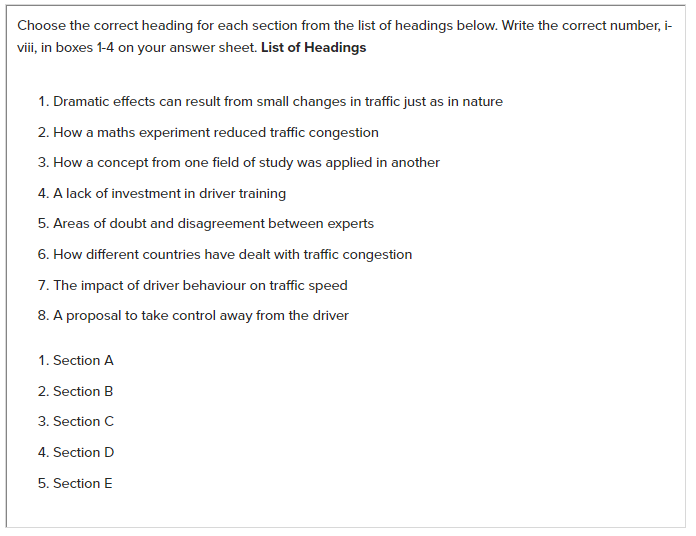 Choose the correct heading for each section from the list of headings below. Write the correct number, i-
viii, in boxes 1-4 on your answer sheet. List of Headings
1. Dramatic effects can result from small changes in traffic just as in nature
2. How a maths experiment reduced traffic congestion
3. How a concept from one field of study was applied in another
4. A lack of investment in driver training
5. Areas of doubt and disagreement between experts
6. How different countries have dealt with traffic congestion
7. The impact of driver behaviour on traffic speed
8. A proposal to take control away from the driver
1. Section A
2. Section B
3. Section C
4. Section D
5. Section E